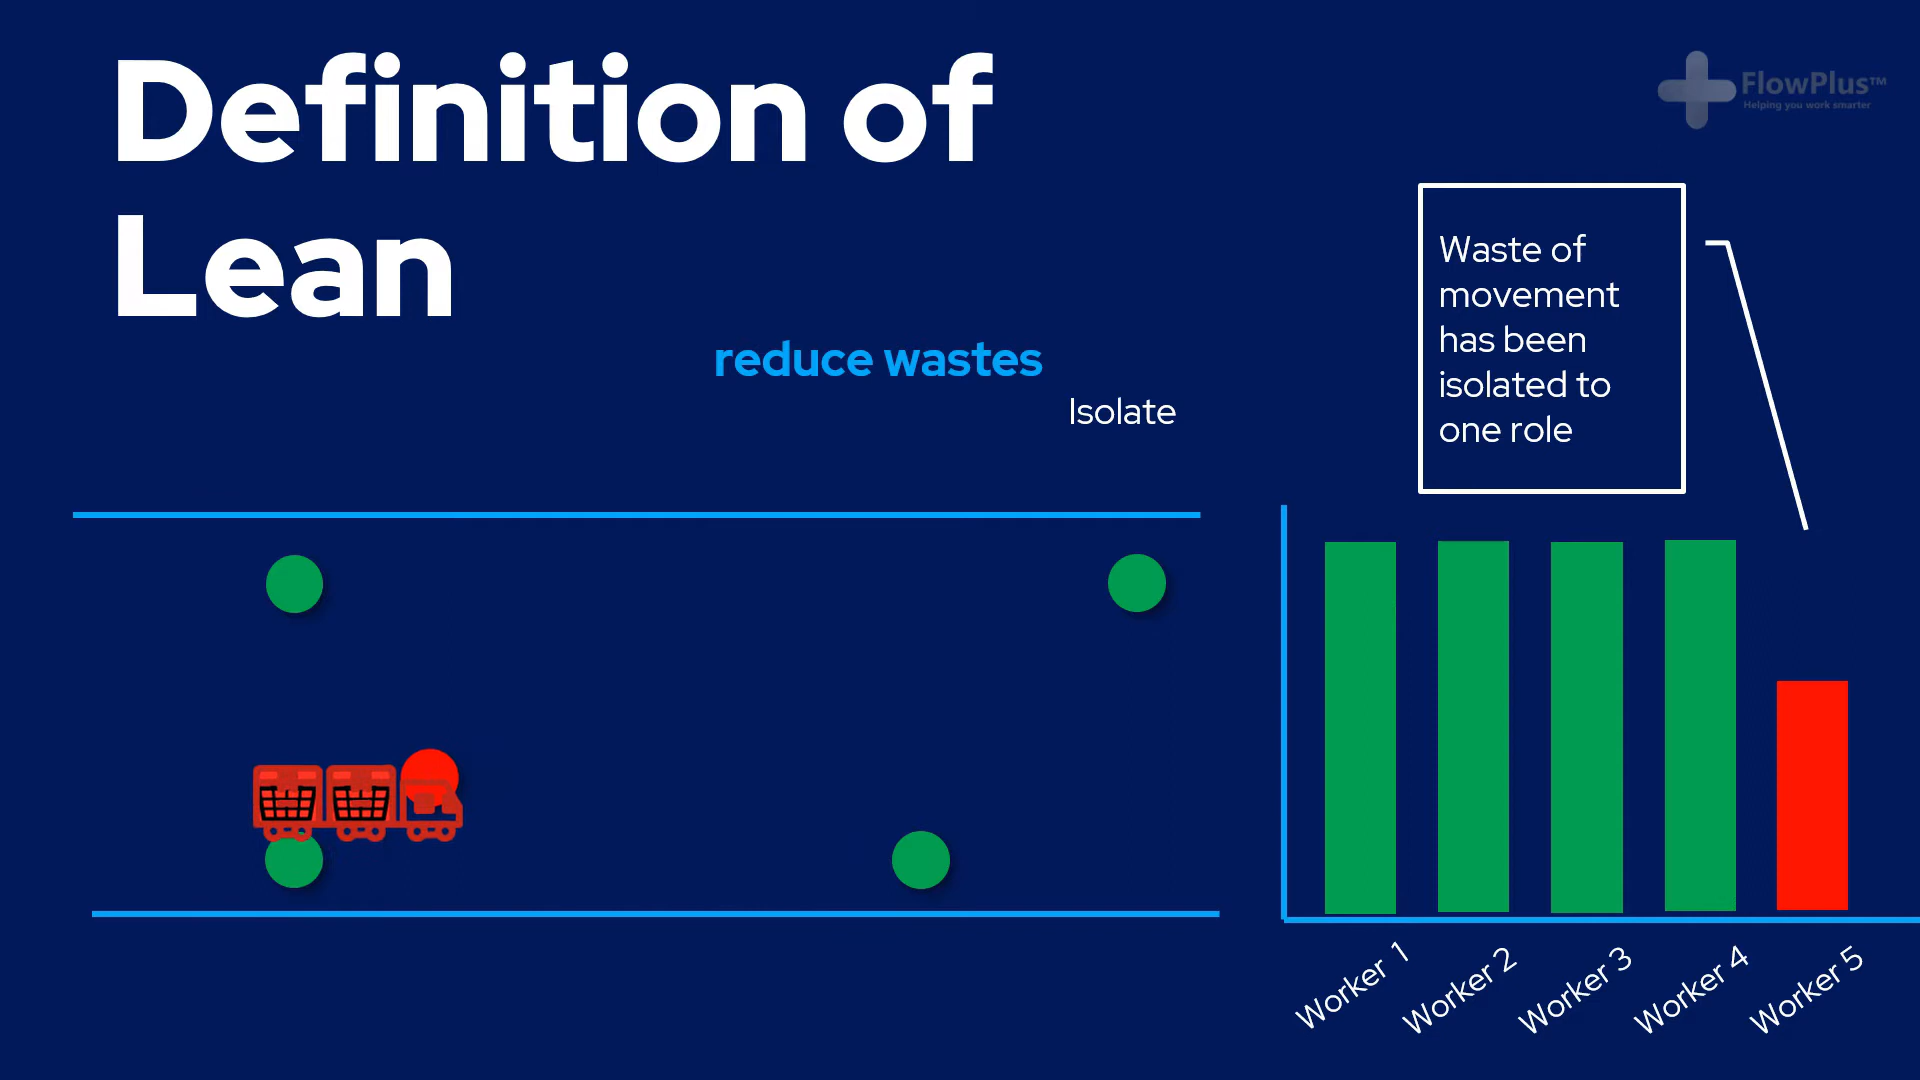 Definition of
Lean
FlowPlus™
Helping you work smarter
reduce wastes
Isolate
Waste of
movement
has been
isolated to
one role
Worker 1
Worker 2
Worker 3
Worker 4
Worker 5